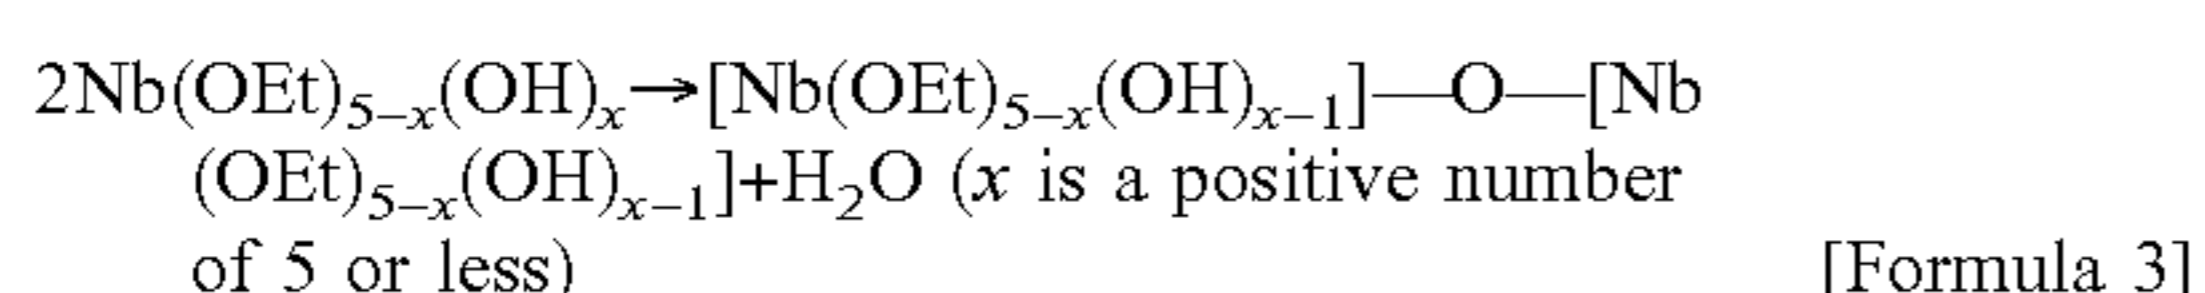 2Nb(OEt)₅₋ₓ(OH)ₓ→[Nb(OEt)₅₋ₓ(OH)ₓ₋₁]—O—[Nb
(OEt)₅₋ₓ(OH)ₓ₋₁]+H₂O (x is a positive number
of 5 or less) [Formula 3]